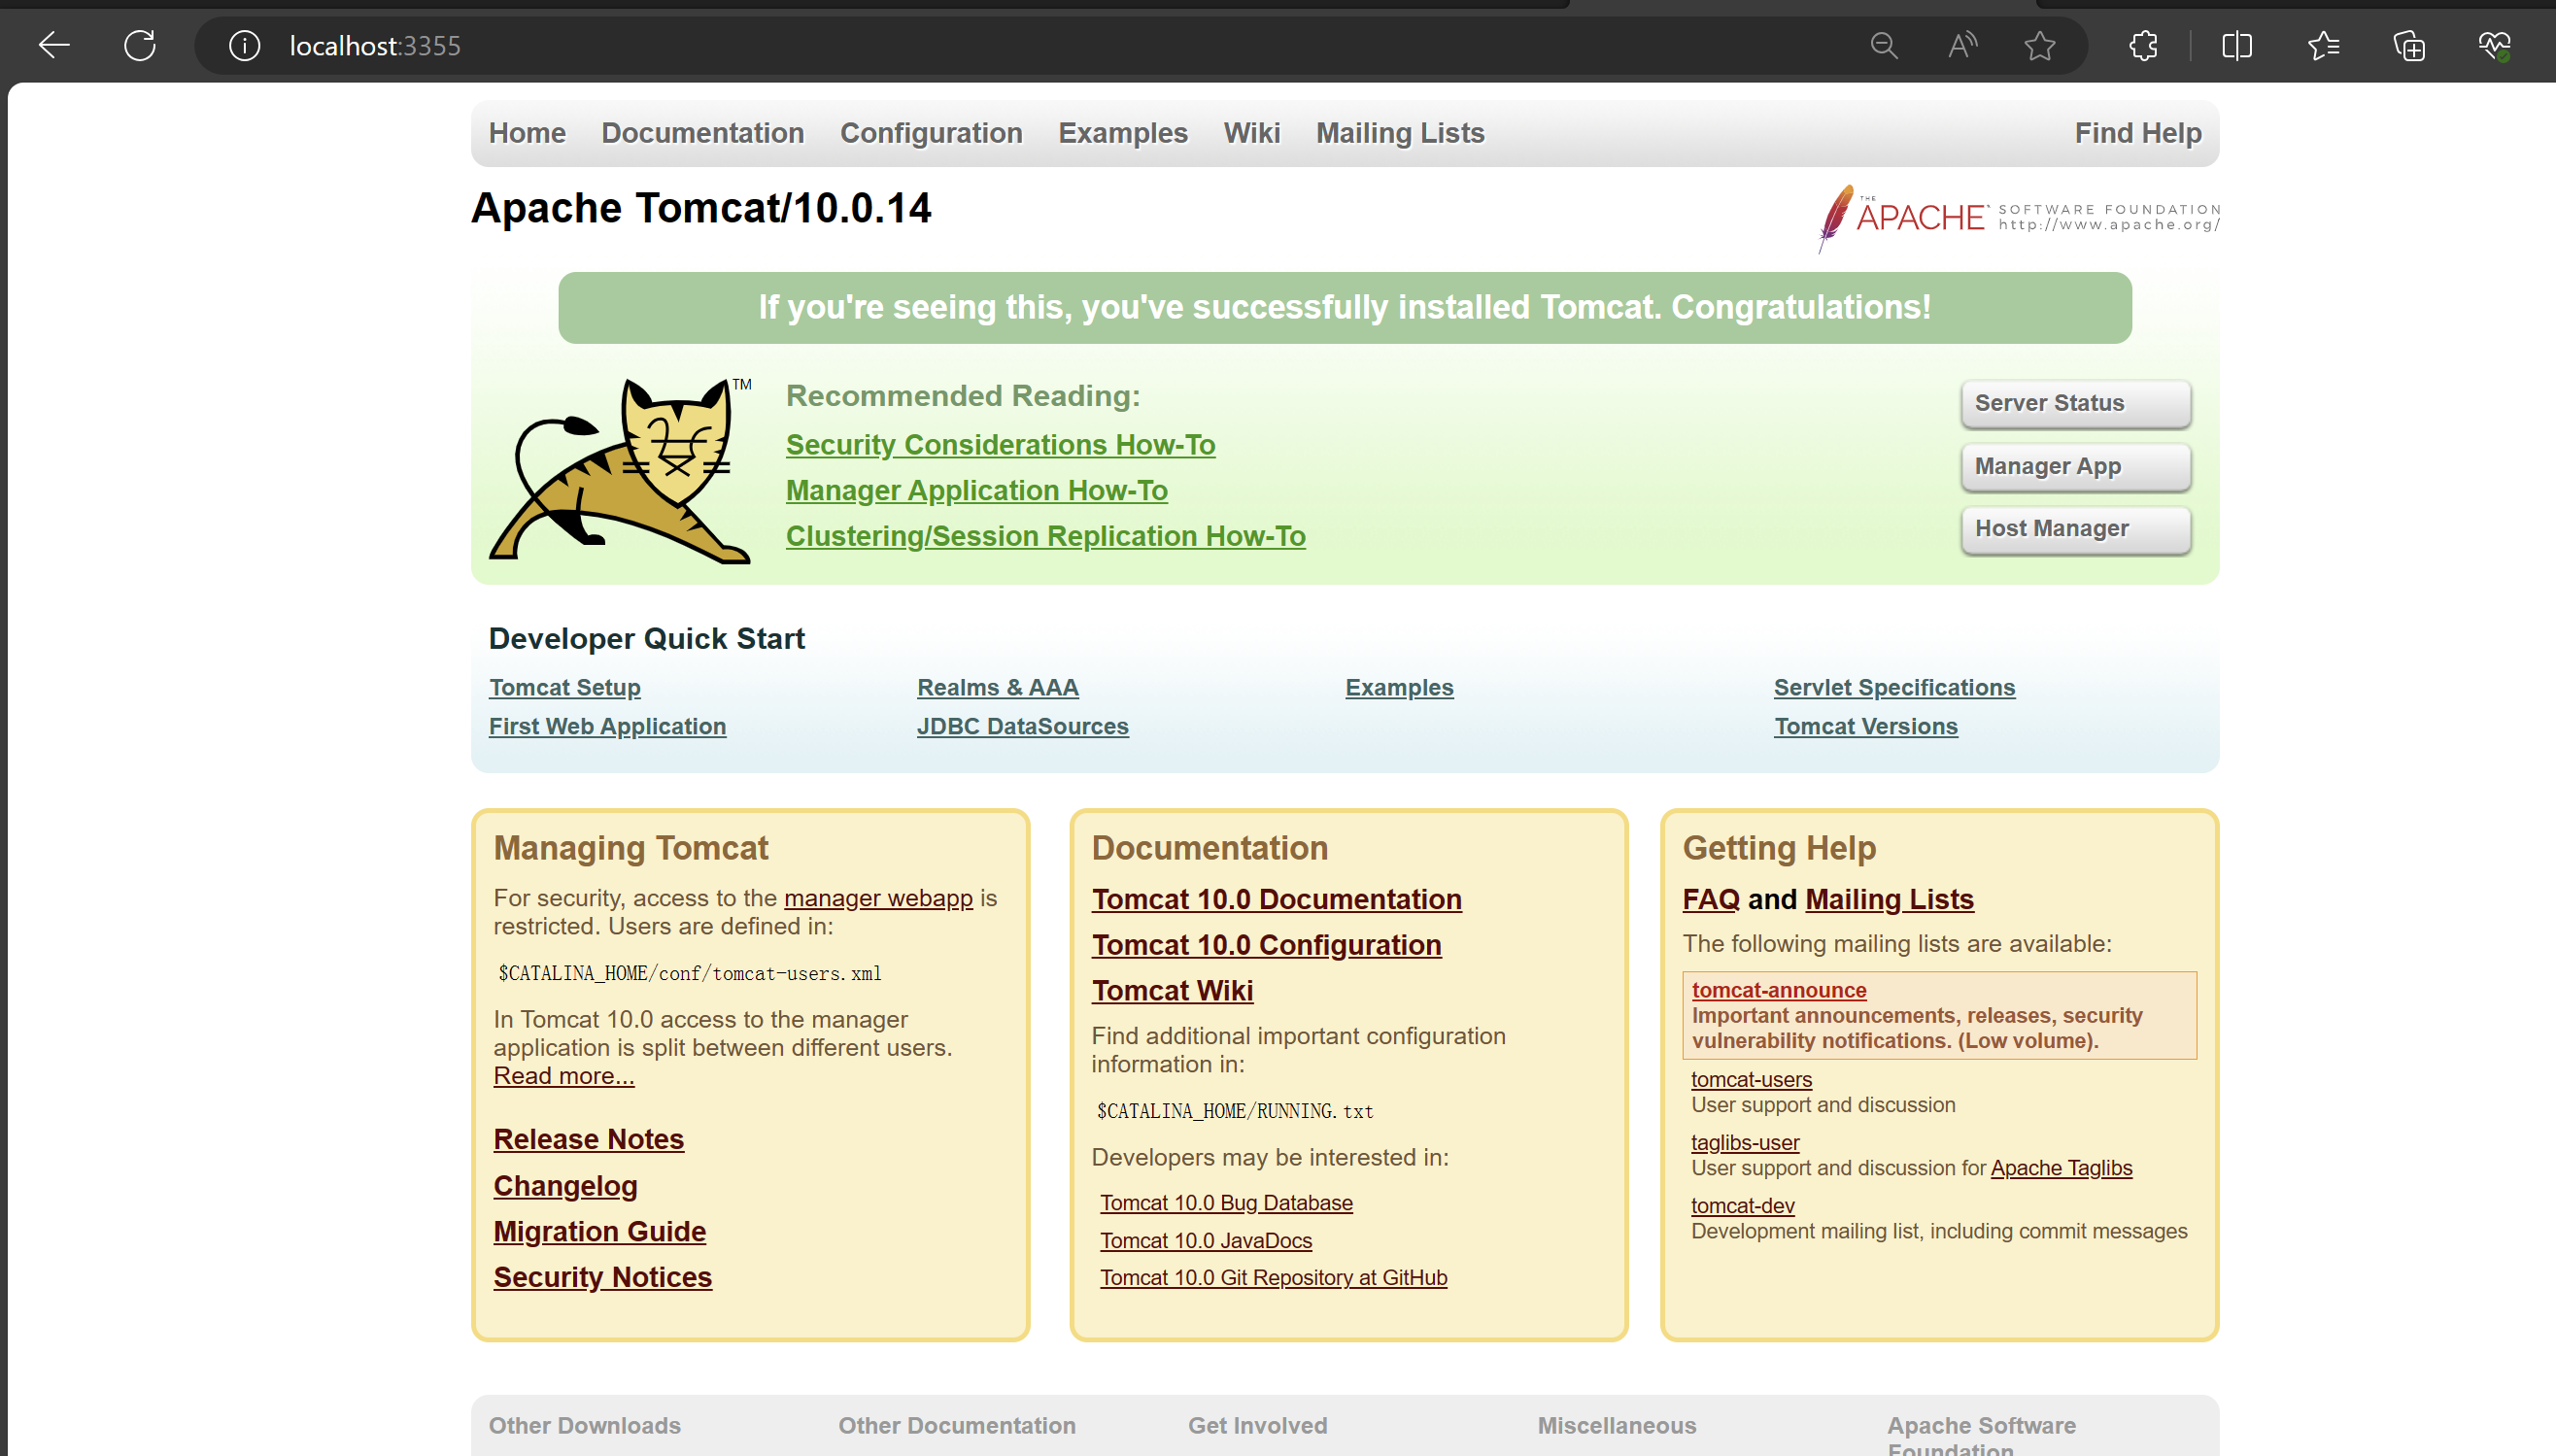 localhost:3355
Home Documentation Configuration Examples Wiki Mailing Lists Find Help
Apache Tomcat/10.0.14
THE APACHE SOFTWARE FOUNDATION
http://www.apache.org/
If you're seeing this, you've successfully installed Tomcat. Congratulations!
TM
Recommended Reading:
Security Considerations How-To
Manager Application How-To
Clustering/Session Replication How-To
Server Status
Manager App
Host Manager
Developer Quick Start
Tomcat Setup
First Web Application
Realms & AAA
JDBC DataSources
Examples
Servlet Specifications
Tomcat Versions
Managing Tomcat
For security, access to the manager webapp is
restricted. Users are defined in:
$CATALINA_HOME/conf/tomcat-users.xml
In Tomcat 10.0 access to the manager
application is split between different users.
Read more...
Release Notes
Changelog
Migration Guide
Security Notices
Documentation
Tomcat 10.0 Documentation
Tomcat 10.0 Configuration
Tomcat Wiki
Find additional important configuration
information in:
$CATALINA_HOME/RUNNING.txt
Developers may be interested in:
Tomcat 10.0 Bug Database
Tomcat 10.0 JavaDocs
Tomcat 10.0 Git Repository at GitHub
Getting Help
FAQ and Mailing Lists
The following mailing lists are available:
tomcat-announce
Important announcements, releases, security
vulnerability notifications. (Low volume).
tomcat-users
User support and discussion
taglibs-user
User support and discussion for Apache Taglibs
tomcat-dev
Development mailing list, including commit messages
Other Downloads
Other Documentation
Get Involved
Miscellaneous
Apache Software
Foundation